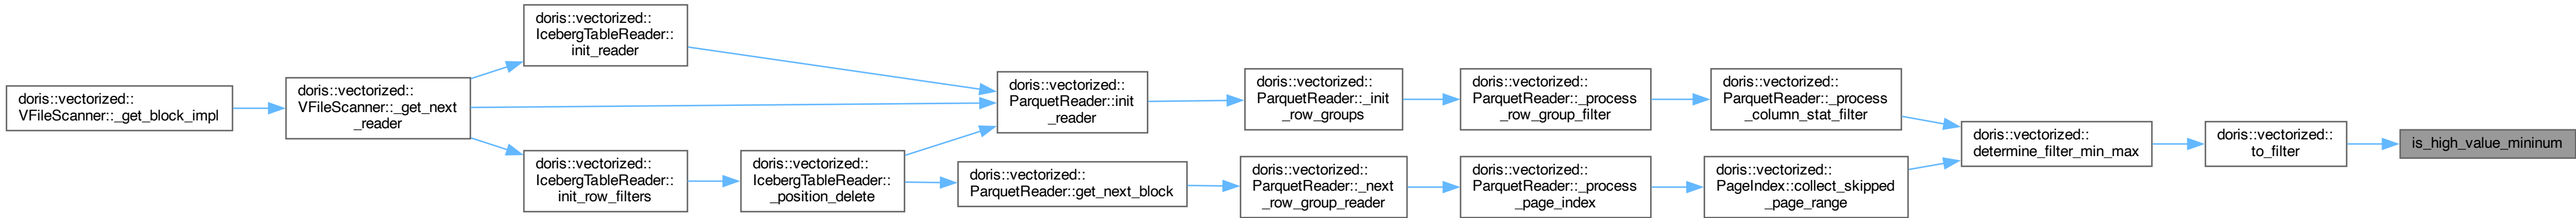 doris::vectorized::
VFileScanner::_get_block_impl
doris::vectorized::
VFileScanner::_get_next
_reader
doris::vectorized::
IcebergTableReader::
init_reader
doris::vectorized::
IcebergTableReader::
init_row_filters
doris::vectorized::
IcebergTableReader::
_position_delete
doris::vectorized::
ParquetReader::init
_reader
doris::vectorized::
ParquetReader::get_next_block
doris::vectorized::
ParquetReader::_init
_row_groups
doris::vectorized::
ParquetReader::_next
_row_group_reader
doris::vectorized::
ParquetReader::_process
_row_group_filter
doris::vectorized::
ParquetReader::_process
_page_index
doris::vectorized::
ParquetReader::_process
_column_stat_filter
doris::vectorized::
PageIndex::collect_skipped
_page_range
doris::vectorized::
determine_filter_min_max
doris::vectorized::
to_filter
is_high_value_mininum